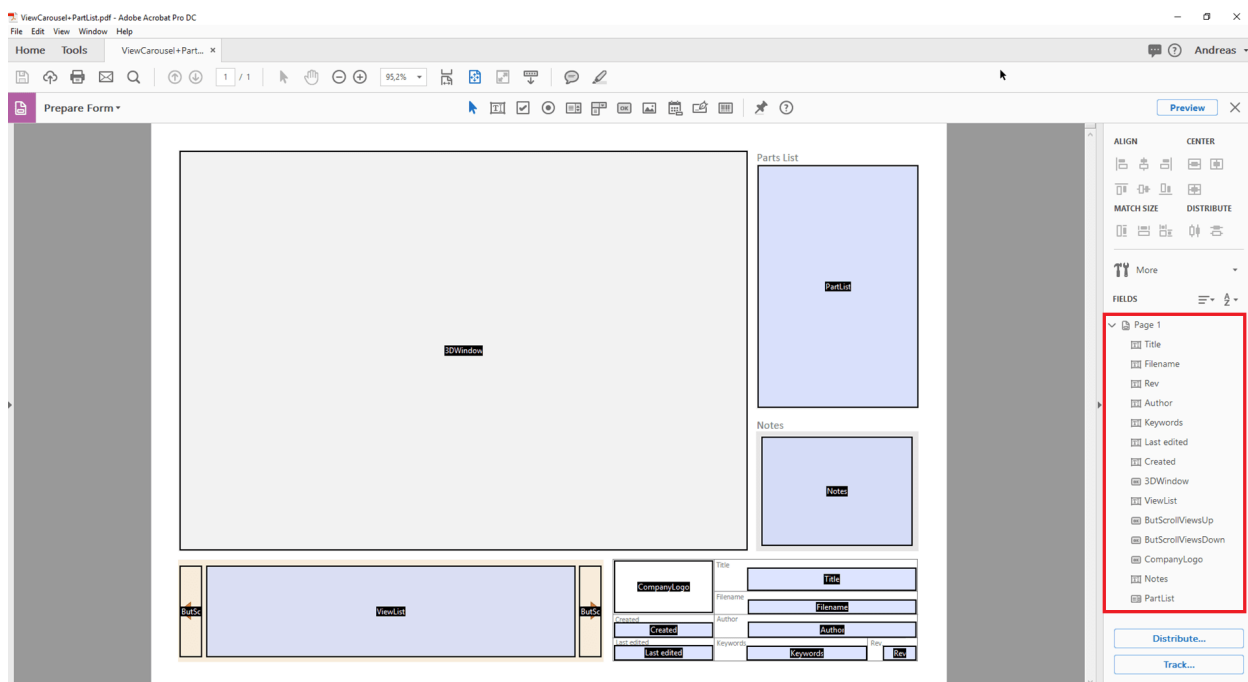 ViewCarousel+PartList.pdf - Adobe Acrobat Pro DC
File Edit View Window Help
Home Tools ViewCarousel+Part... × ? Andreas
1 / 1 95,2%
Prepare Form OK ? Preview
ALIGN CENTER
MATCH SIZE DISTRIBUTE
More
FIELDS
Page 1
Title
Filename
Rev
Author
Keywords
Last edited
Created
3DWindow
ViewList
ButScrollViewsUp
ButScrollViewsDown
CompanyLogo
Notes
PartList
Distribute...
Track...
Parts List
PartList
3DWindow
Notes
Notes
ButSc ViewList ButSc
CompanyLogo Title Title
Filename Filename
Created Created Author Author
Last edited Last edited Keywords Keywords Rev Rev